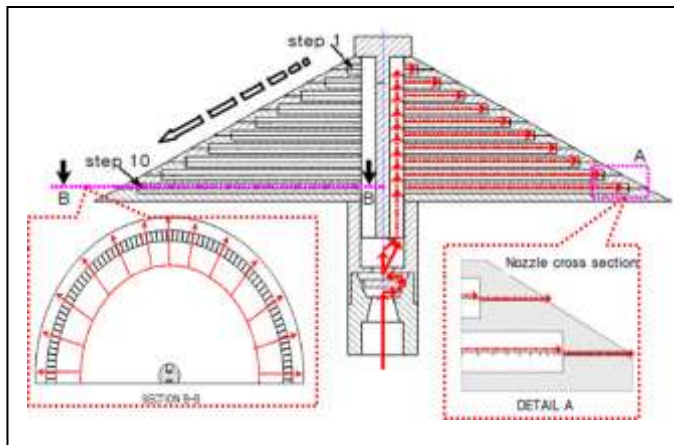 step 1
step 10
A
B
B
Nozzle cross section
SECTION B-B
DETAIL A